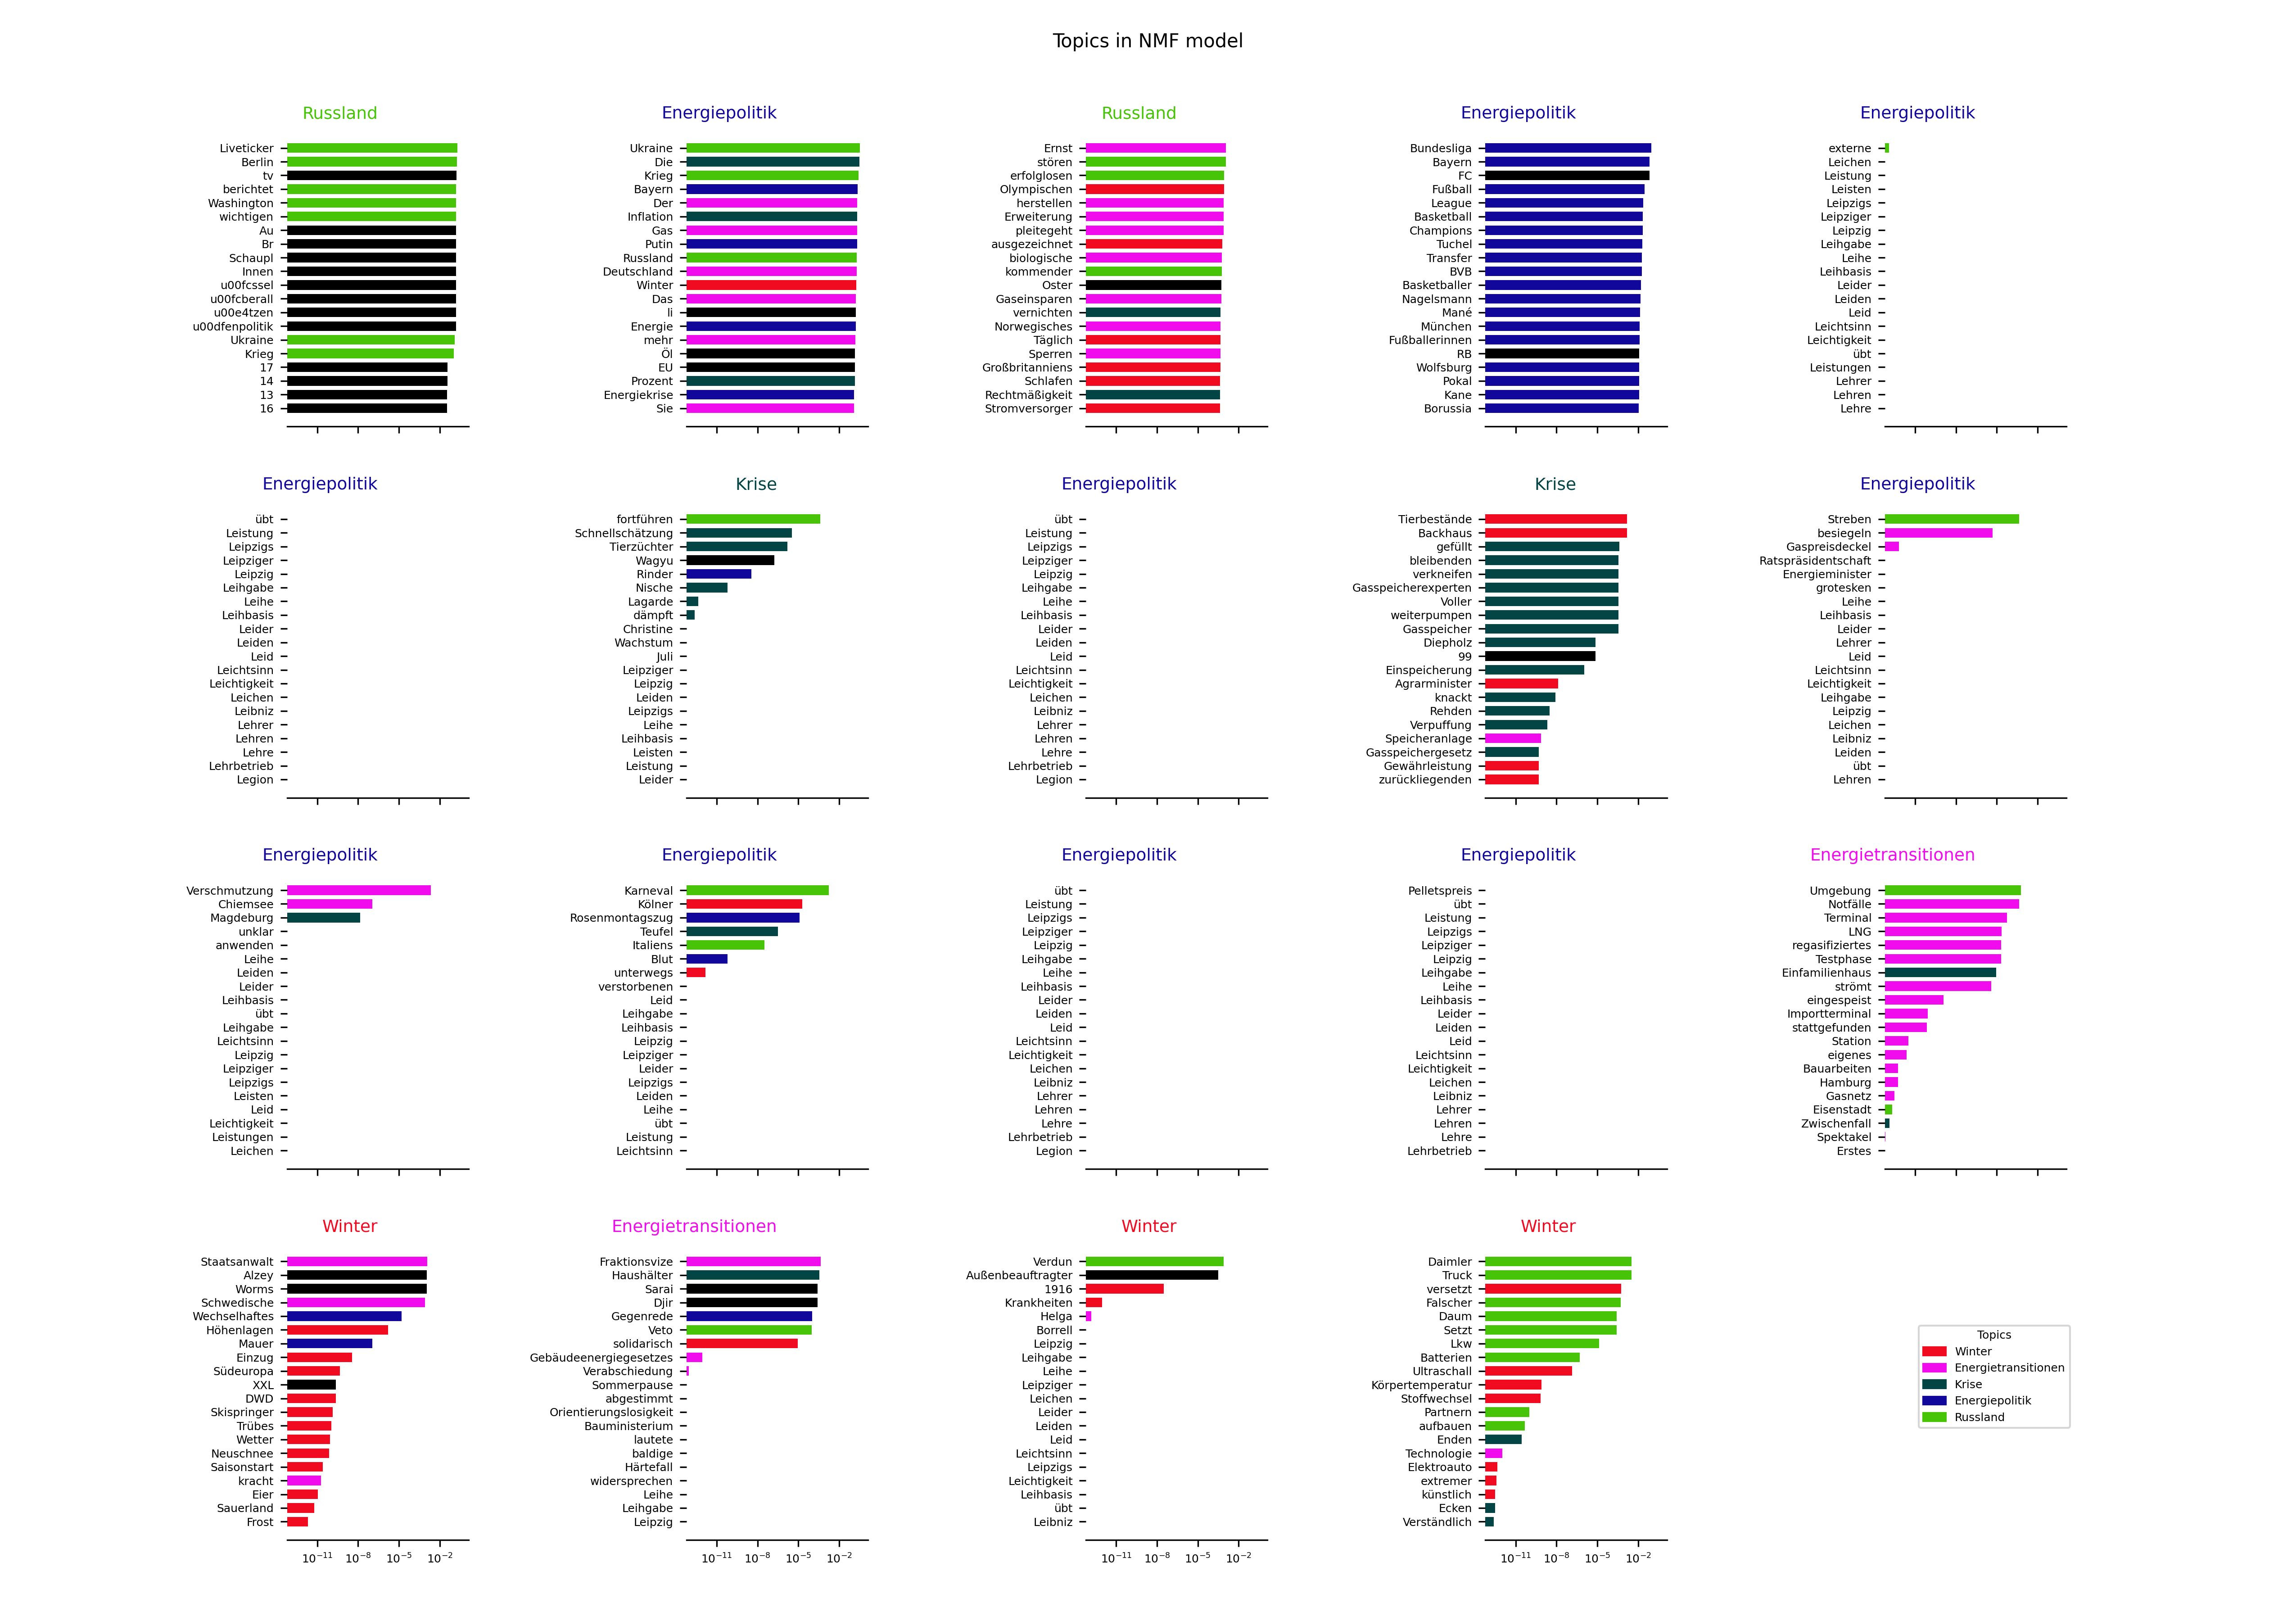 Topics in NMF model
Russland
Liveticker
Berlin
tv
berichtet
Washington
wichtigen
Au
Br
Schaupl
Innen
u00fcssel
u00fcberall
u00e4tzen
u00dfenpolitik
Ukraine
Krieg
17
14
13
16
Energiepolitik
Ukraine
Die
Krieg
Bayern
Der
Inflation
Gas
Putin
Russland
Deutschland
Winter
Das
li
Energie
mehr
Öl
EU
Prozent
Energiekrise
Sie
Russland
Ernst
stören
erfolglosen
Olympischen
herstellen
Erweiterung
pleitegeht
ausgezeichnet
biologische
kommender
Oster
Gaseinsparen
vernichten
Norwegisches
Täglich
Sperren
Großbritanniens
Schlafen
Rechtmäßigkeit
Stromversorger
Energiepolitik
Bundesliga
Bayern
FC
Fußball
League
Basketball
Champions
Tuchel
Transfer
BVB
Basketballer
Nagelsmann
Mané
München
Fußballerinnen
RB
Wolfsburg
Pokal
Kane
Borussia
Energiepolitik
externe
Leichen
Leistung
Leisten
Leipzigs
Leipziger
Leipzig
Leihgabe
Leihe
Leihbasis
Leider
Leiden
Leid
Leichtsinn
Leichtigkeit
übt
Leistungen
Lehrer
Lehren
Lehre
Energiepolitik
übt
Leistung
Leipzigs
Leipziger
Leipzig
Leihgabe
Leihe
Leihbasis
Leider
Leiden
Leid
Leichtsinn
Leichtigkeit
Leichen
Leibniz
Lehrer
Lehren
Lehre
Lehrbetrieb
Legion
Krise
fortführen
Schnellschätzung
Tierzüchter
Wagyu
Rinder
Nische
Lagarde
dämpft
Christine
Wachstum
Juli
Leipziger
Leipzig
Leiden
Leipzigs
Leihe
Leihbasis
Leisten
Leistung
Leider
Energiepolitik
übt
Leistung
Leipzigs
Leipziger
Leipzig
Leihgabe
Leihe
Leihbasis
Leider
Leiden
Leid
Leichtsinn
Leichtigkeit
Leichen
Leibniz
Lehrer
Lehren
Lehre
Lehrbetrieb
Legion
Krise
Tierbestände
Backhaus
gefüllt
bleibenden
verkneifen
Gasspeicherexperten
Voller
weiterpumpen
Gasspeicher
Diepholz
99
Einspeicherung
Agrarminister
knackt
Rehden
Verpuffung
Speicheranlage
Gasspeichergesetz
Gewährleistung
zurückliegenden
Energiepolitik
Streben
besiegeln
Gaspreisdeckel
Ratspräsidentschaft
Energieminister
grotesken
Leihe
Leihbasis
Leider
Lehrer
Leid
Leichtsinn
Leichtigkeit
Leihgabe
Leipzig
Leichen
Leibniz
Leiden
übt
Lehren
Energiepolitik
Verschmutzung
Chiemsee
Magdeburg
unklar
anwenden
Leihe
Leiden
Leider
Leihbasis
übt
Leihgabe
Leichtsinn
Leipzig
Leipziger
Leipzigs
Leisten
Leid
Leichtigkeit
Leistungen
Leichen
Energiepolitik
Karneval
Kölner
Rosenmontagszug
Teufel
Italiens
Blut
unterwegs
verstorbenen
Leid
Leihgabe
Leihbasis
Leipzig
Leipziger
Leider
Leipzigs
Leiden
Leihe
übt
Leistung
Leichtsinn
Energiepolitik
übt
Leistung
Leipzigs
Leipziger
Leipzig
Leihgabe
Leihe
Leihbasis
Leider
Leiden
Leid
Leichtsinn
Leichtigkeit
Leichen
Leibniz
Lehrer
Lehren
Lehre
Lehrbetrieb
Legion
Energiepolitik
Pelletspreis
übt
Leistung
Leipzigs
Leipziger
Leipzig
Leihgabe
Leihe
Leihbasis
Leider
Leiden
Leid
Leichtsinn
Leichtigkeit
Leichen
Leibniz
Lehrer
Lehren
Lehre
Lehrbetrieb
Energietransitionen
Umgebung
Notfälle
Terminal
LNG
regasifiziertes
Testphase
Einfamilienhaus
strömt
eingespeist
Importterminal
stattgefunden
Station
eigenes
Bauarbeiten
Hamburg
Gasnetz
Eisenstadt
Zwischenfall
Spektakel
Erstes
Winter
Staatsanwalt
Alzey
Worms
Schwedische
Wechselhaftes
Höhenlagen
Mauer
Einzug
Südeuropa
XXL
DWD
Skispringer
Trübes
Wetter
Neuschnee
Saisonstart
kracht
Eier
Sauerland
Frost
10⁻¹¹ 10⁻⁸ 10⁻⁵ 10⁻²
Energietransitionen
Fraktionsvize
Haushälter
Sarai
Djir
Gegenrede
Veto
solidarisch
Gebäudeenergiegesetzes
Verabschiedung
Sommerpause
abgestimmt
Orientierungslosigkeit
Bauministerium
lautete
baldige
Härtefall
widersprechen
Leihe
Leihgabe
Leipzig
10⁻¹¹ 10⁻⁸ 10⁻⁵ 10⁻²
Winter
Verdun
Außenbeauftragter
1916
Krankheiten
Helga
Borrell
Leipzig
Leihgabe
Leihe
Leipziger
Leichen
Leider
Leiden
Leid
Leichtsinn
Leipzigs
Leichtigkeit
Leihbasis
übt
Leibniz
10⁻¹¹ 10⁻⁸ 10⁻⁵ 10⁻²
Winter
Daimler
Truck
versetzt
Falscher
Daum
Setzt
Lkw
Batterien
Ultraschall
Körpertemperatur
Stoffwechsel
Partnern
aufbauen
Enden
Technologie
Elektroauto
extremer
künstlich
Ecken
Verständlich
10⁻¹¹ 10⁻⁸ 10⁻⁵ 10⁻²
Topics
Winter
Energietransitionen
Krise
Energiepolitik
Russland